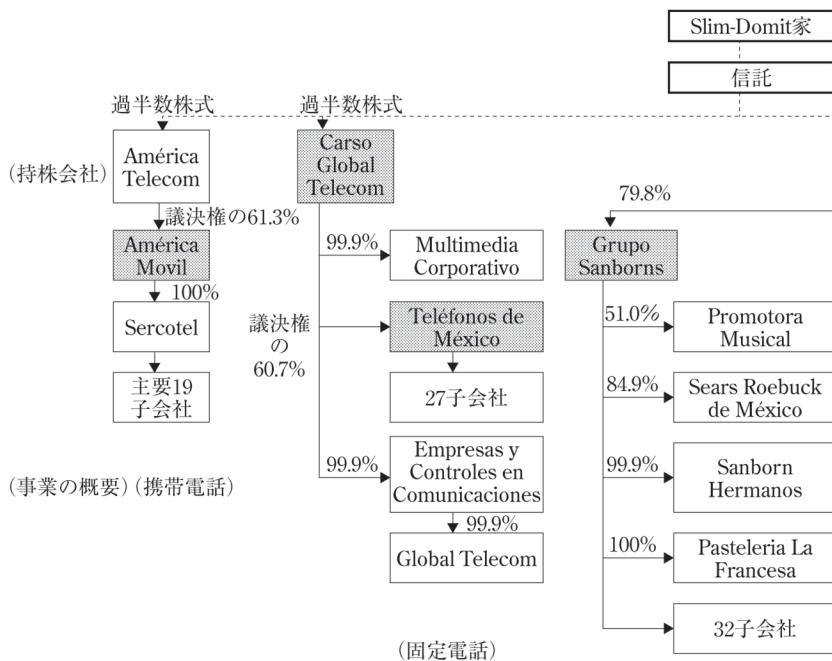 Slim-Domit家
信託
過半数株式
過半数株式
(持株会社)
América
Telecom
Carso
Global
Telecom
79.8%
議決権の61.3%
América
Movil
99.9%
Multimedia
Corporativo
Grupo
Sanborns
100%
Sercotel
議決権
の
60.7%
Teléfonos de
México
51.0%
Promotora
Musical
主要19
子会社
27子会社
84.9%
Sears Roebuck
de México
(事業の概要)(携帯電話)
99.9%
Empresas y
Controles en
Comunicaciones
99.9%
Sanborn
Hermanos
99.9%
Global Telecom
100%
Pasteleria La
Francesa
32子会社
(固定電話)